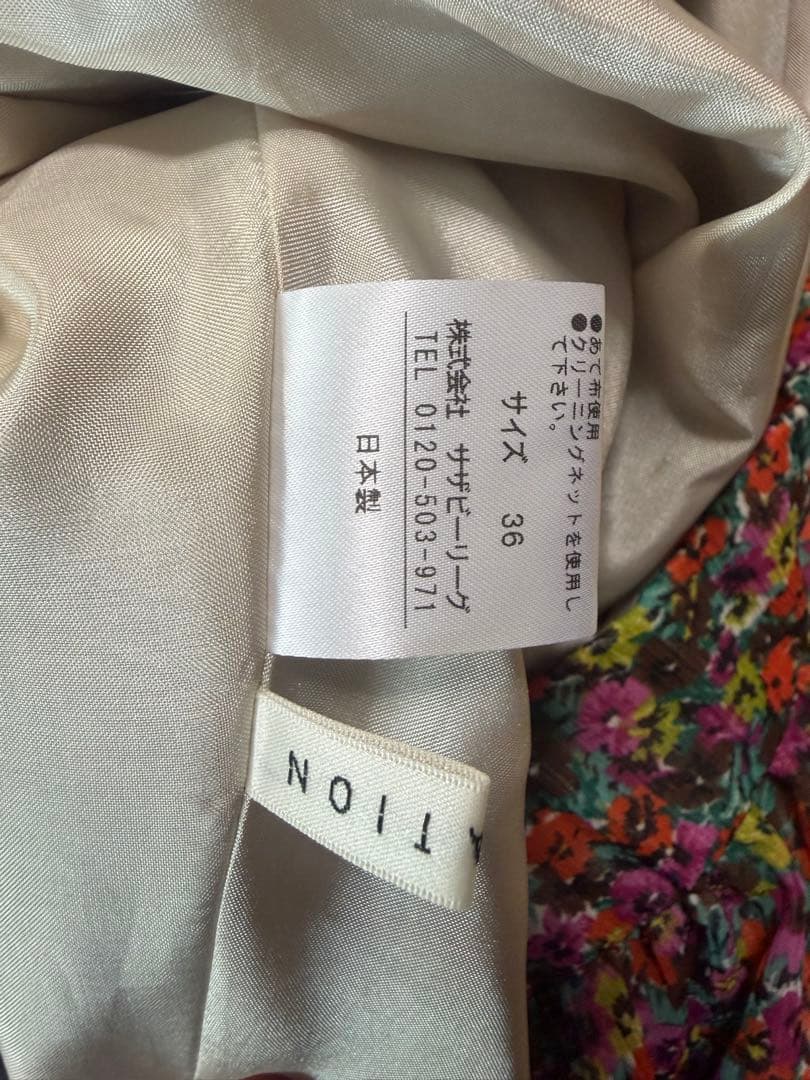 ●あて布使用
●クリーニングネットを使用し
て下さい。
サイズ 36
株式会社 サザビーリーグ
TEL 0120-503-971
日本製
ATION